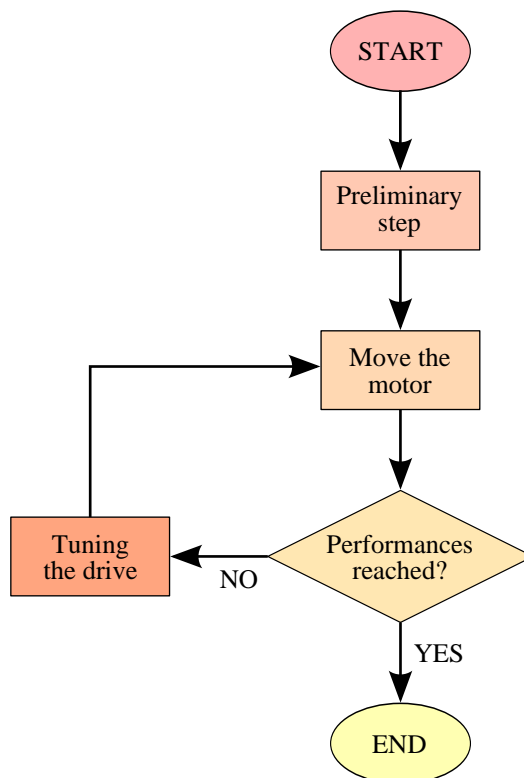 START
Preliminary
step
Move the
motor
Performances
reached?
Tuning
the drive
NO
YES
END